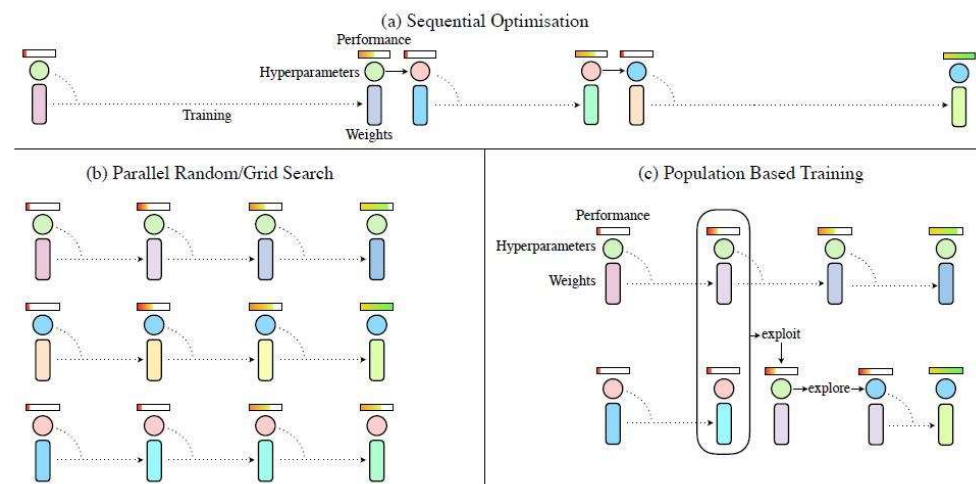 (a) Sequential Optimisation
Performance
Hyperparameters
Training
Weights
(b) Parallel Random/Grid Search
(c) Population Based Training
Performance
Hyperparameters
Weights
exploit
explore